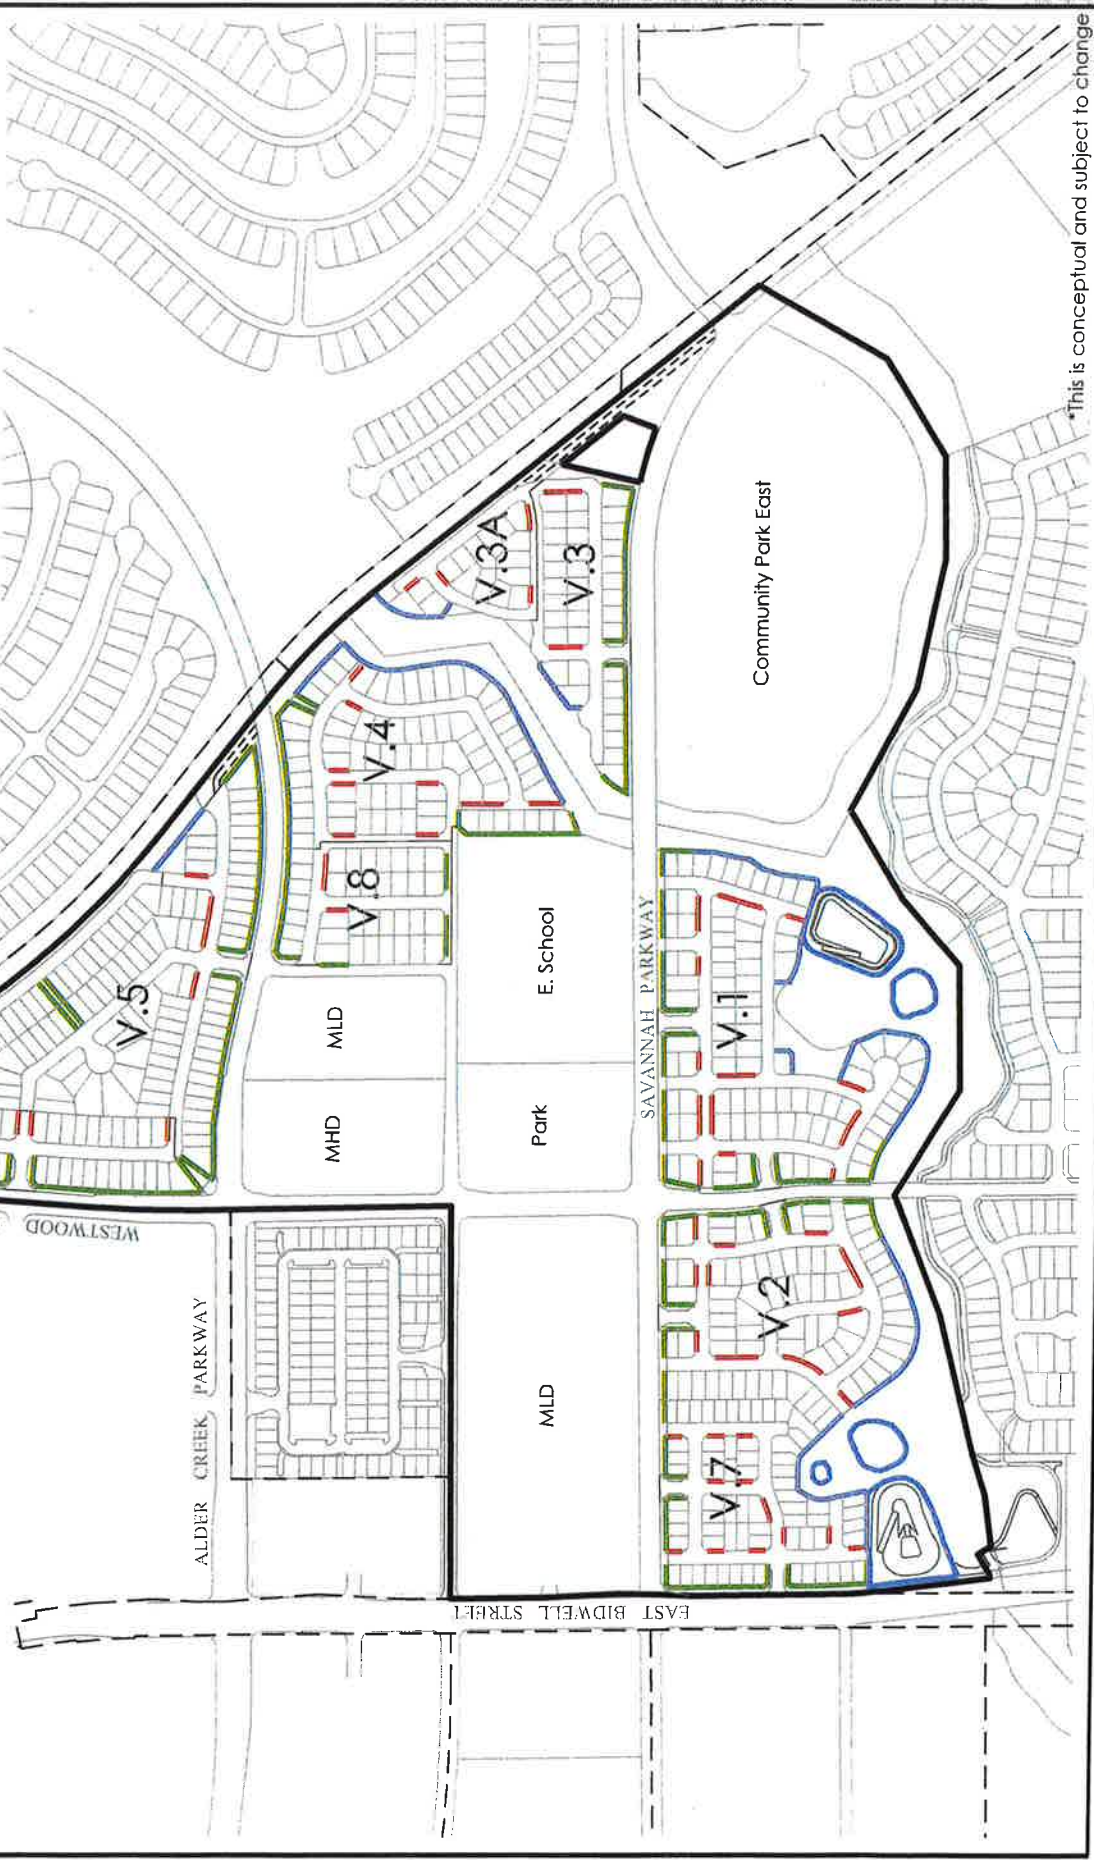 WESTWOOD
ALDER CREEK PARKWAY
V.5
MLD
MHD
V.8
V.4
V.3A
V.3
E. School
Park
MLD
Community Park East
SAVANNAH PARKWAY
V.1
V.2
V.7
EAST BIDWELL STREET
*This is conceptual and subject to change